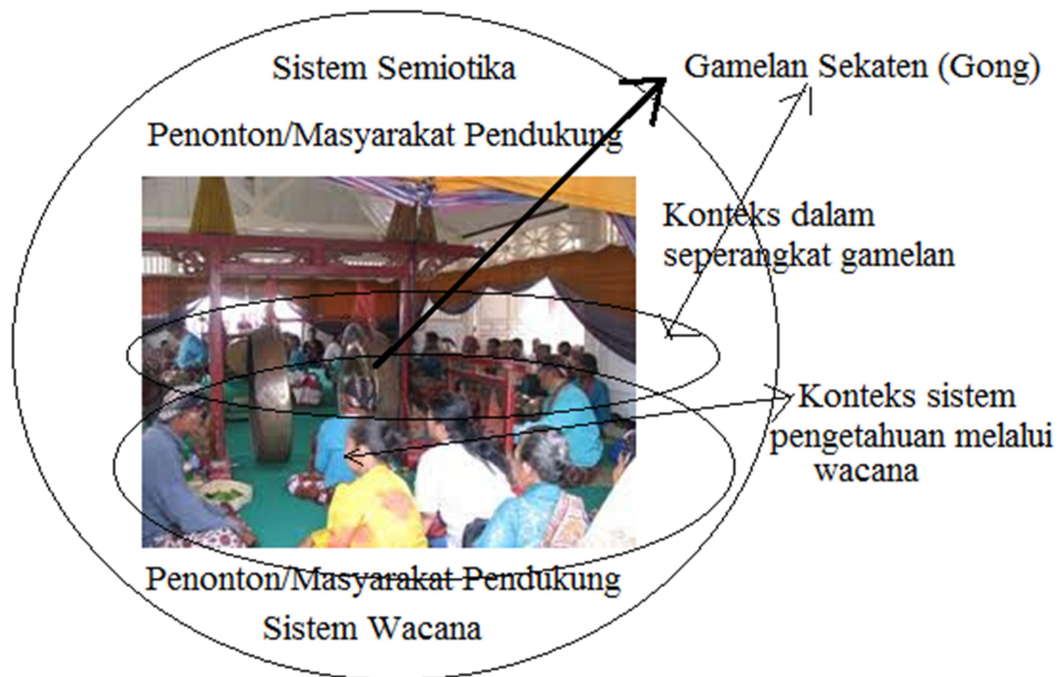 Sistem Semiotika
Gamelan Sekaten (Gong)
Penonton/Masyarakat Pendukung
Konteks dalam
seperangkat gamelan
Konteks sistem
pengetahuan melalui
wacana
Penonton/Masyarakat Pendukung
Sistem Wacana